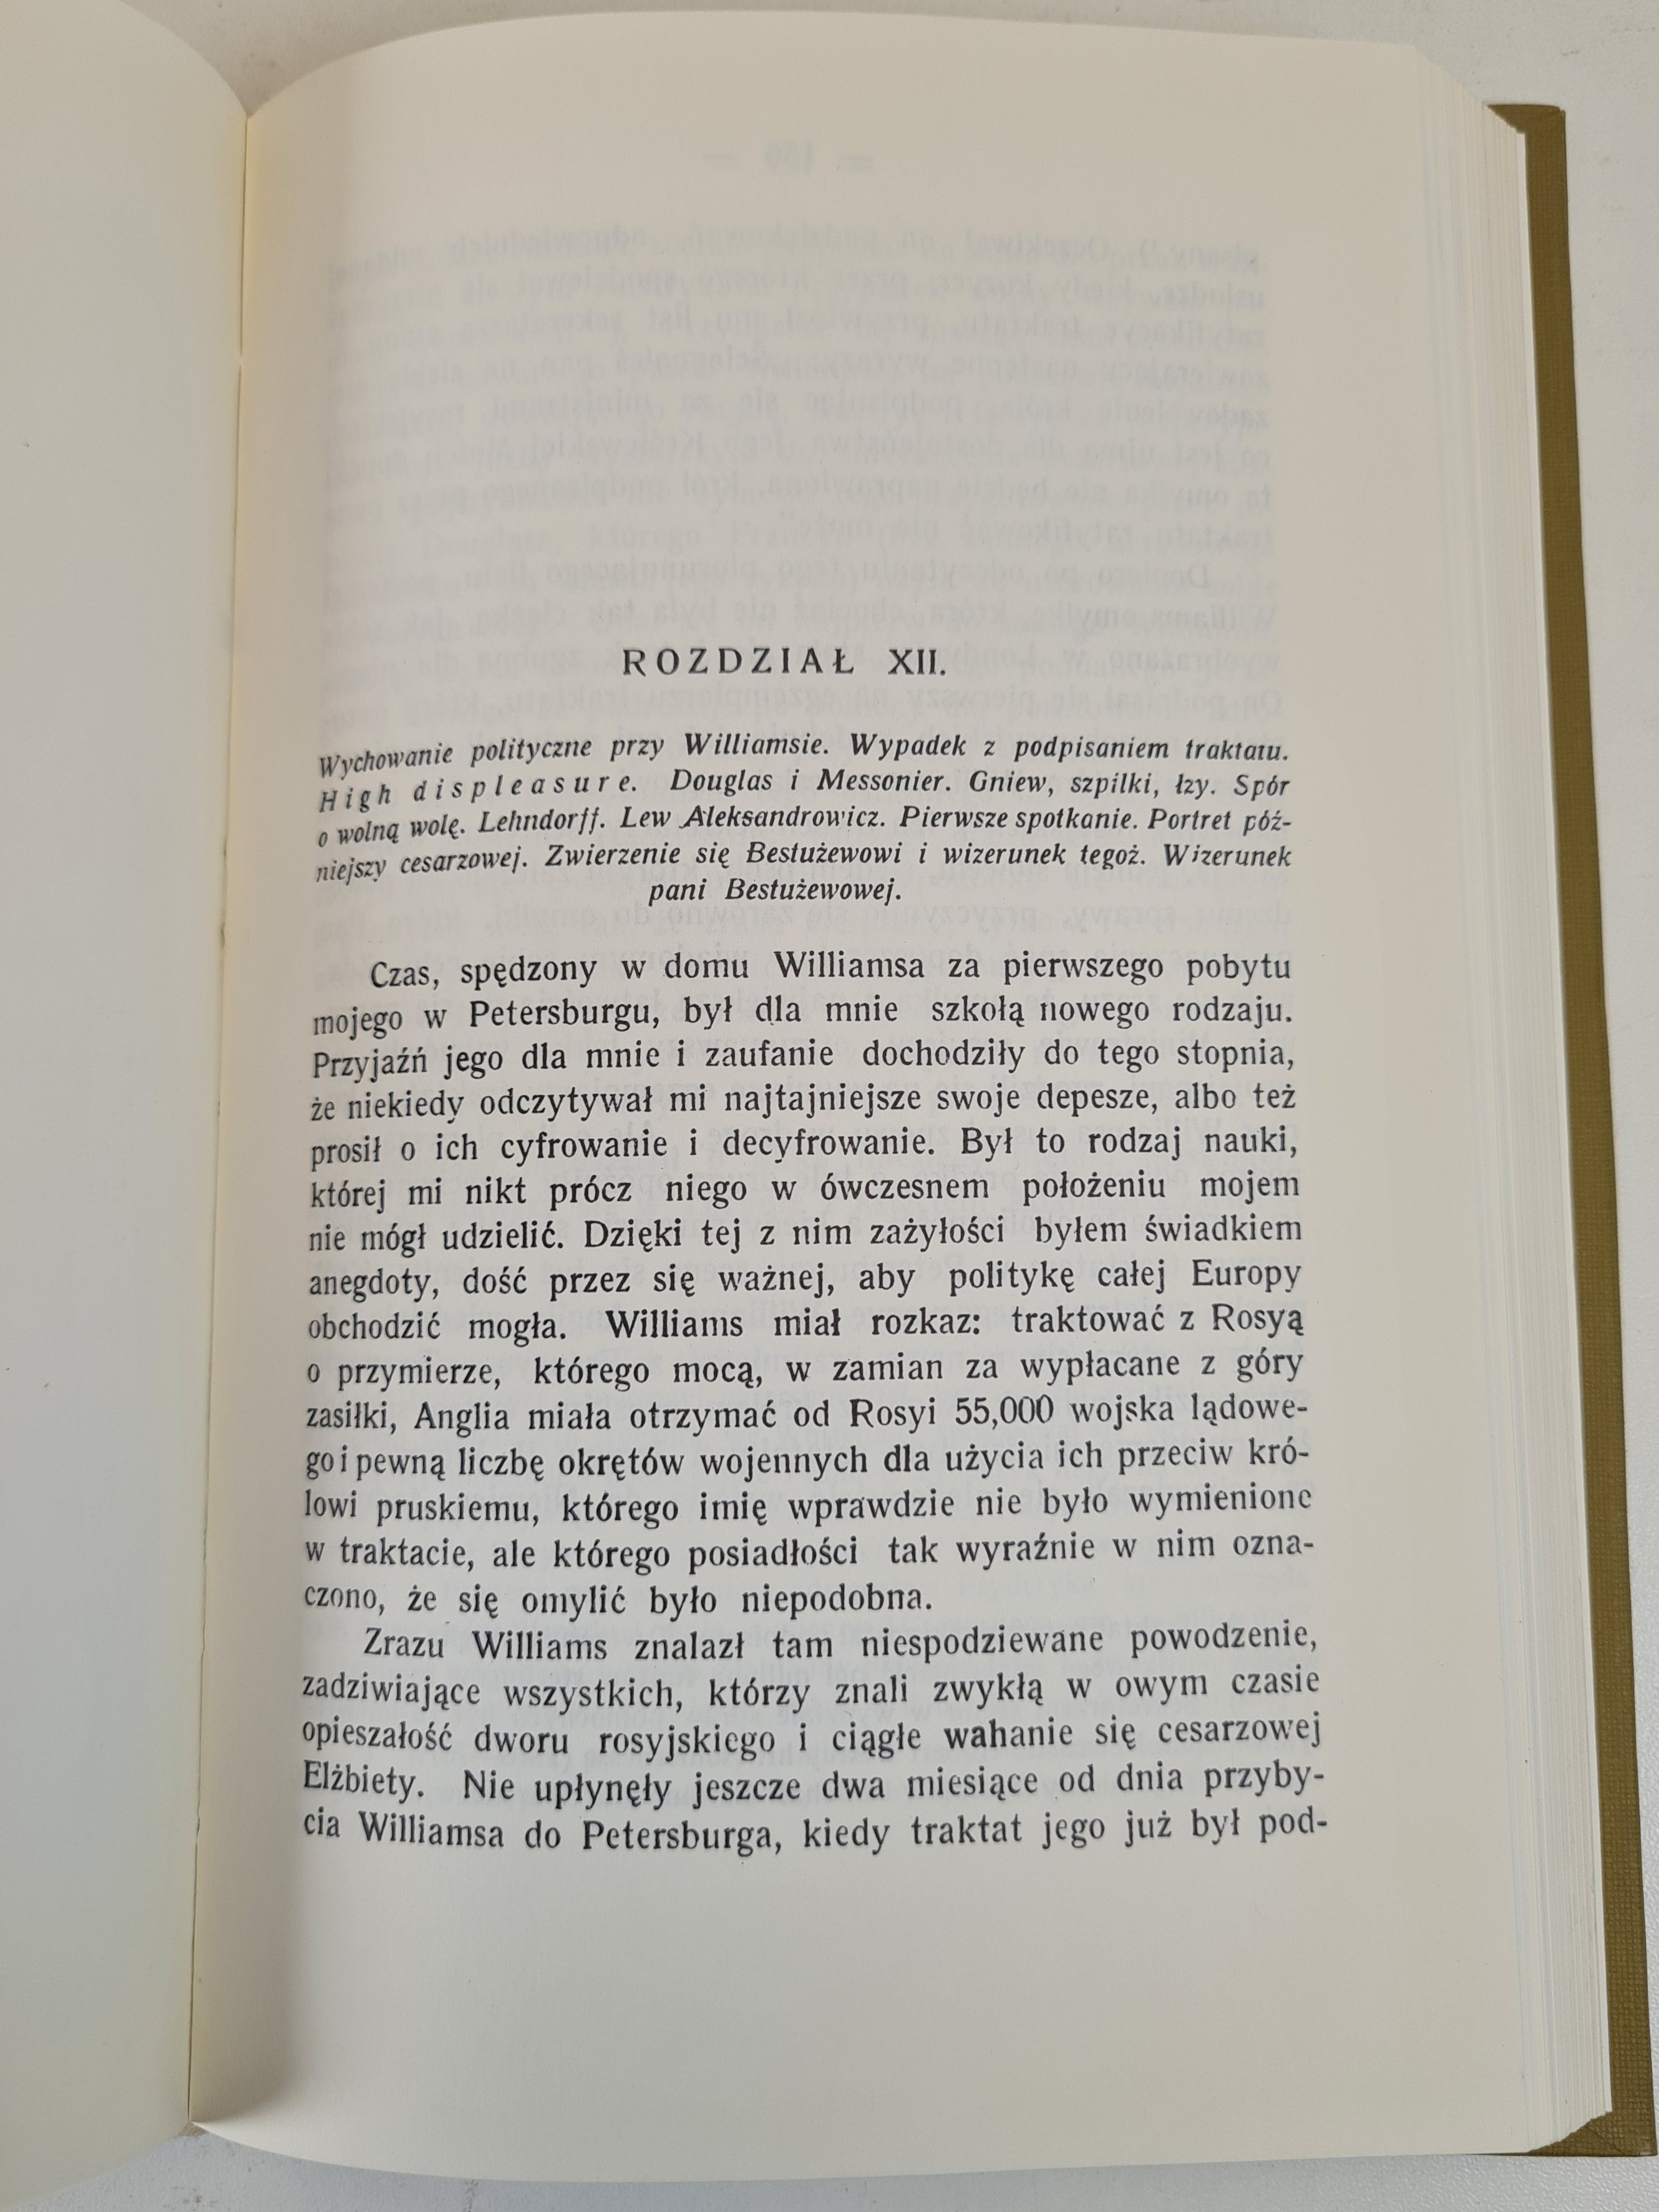 ROZDZIAŁ XII.
Wychowanie polityczne przy Williamsie. Wypadek z podpisaniem traktatu.
High displeasure. Douglas i Messonier. Gniew, szpilki, łzy. Spór
o wolną wolę. Lehndorff. Lew Aleksandrowicz. Pierwsze spotkanie. Portret póź-
niejszy cesarzowej. Zwierzenie się Bestużewowi i wizerunek tegoż. Wizerunek
pani Bestużewowej.
Czas, spędzony w domu Williamsa za pierwszego pobytu
mojego w Petersburgu, był dla mnie szkołą nowego rodzaju.
Przyjaźń jego dla mnie i zaufanie dochodziły do tego stopnia,
że niekiedy odczytywał mi najtajniejsze swoje depesze, albo też
prosił o ich cyfrowanie i decyfrowanie. Był to rodzaj nauki,
której mi nikt prócz niego w ówczesnem położeniu mojem
nie mógł udzielić. Dzięki tej z nim zażyłości byłem świadkiem
anegdoty, dość przez się ważnej, aby politykę całej Europy
obchodzić mogła. Williams miał rozkaz: traktować z Rosyą
o przymierze, którego mocą, w zamian za wypłacane z góry
zasiłki, Anglia miała otrzymać od Rosyi 55,000 wojska lądowe-
go i pewną liczbę okrętów wojennych dla użycia ich przeciw kró-
lowi pruskiemu, którego imię wprawdzie nie było wymienione
w traktacie, ale którego posiadłości tak wyraźnie w nim ozna-
czono, że się omylić było niepodobna.
Zrazu Williams znalazł tam niespodziewane powodzenie,
zadziwiające wszystkich, którzy znali zwykłą w owym czasie
opieszałość dworu rosyjskiego i ciągłe wahanie się cesarzowej
Elżbiety. Nie upłynęły jeszcze dwa miesiące od dnia przyby-
cia Williamsa do Petersburga, kiedy traktat jego już był pod-